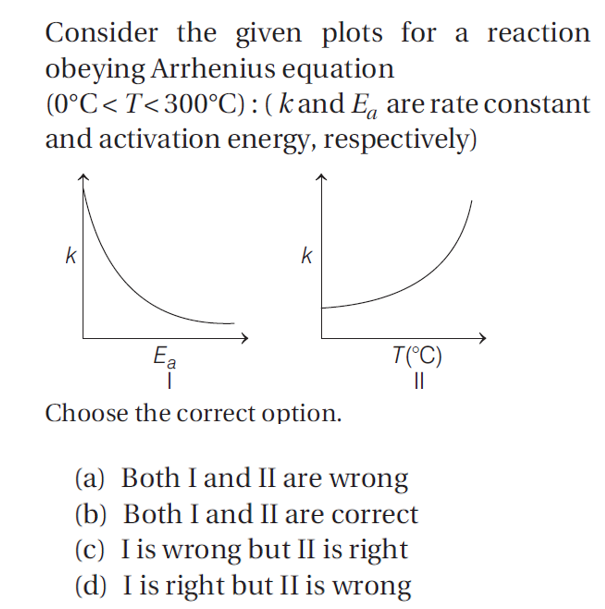 Consider the given plots for a reaction
obeying Arrhenius equation
(0°C < T < 300°C) : ( k and Eₐ are rate constant
and activation energy, respectively)
k
k
Eₐ
T(°C)
I
II
Choose the correct option.
(a) Both I and II are wrong
(b) Both I and II are correct
(c) I is wrong but II is right
(d) I is right but II is wrong